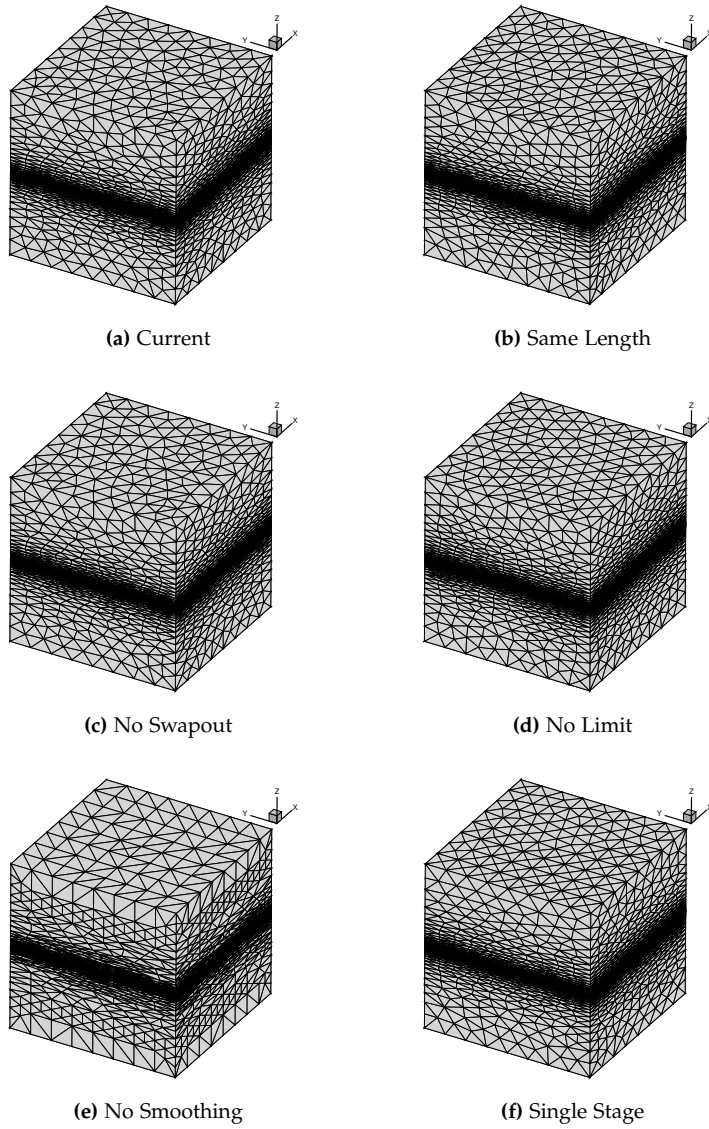 Z
Y X
Z
Y X
(a) Current
(b) Same Length
Z
Y X
Z
Y X
(c) No Swapout
(d) No Limit
Z
Y X
Z
Y X
(e) No Smoothing
(f) Single Stage